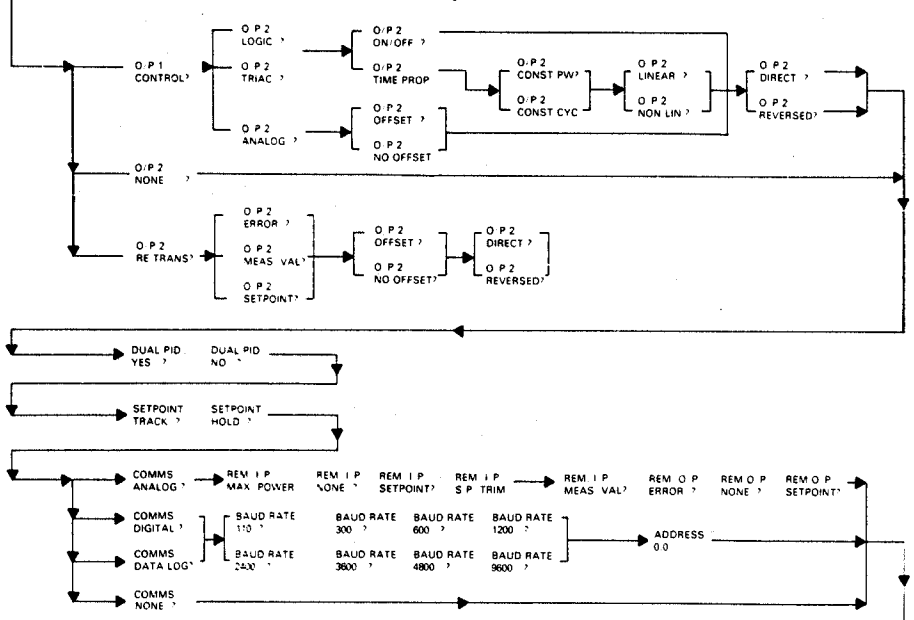 O P 2
LOGIC ?
O/P 2
ON/OFF ?
O/P 1
CONTROL?
O P 2
TRIAC ?
O/P 2
TIME PROP
O/P 2
CONST PW?
O P 2
LINEAR ?
O P 2
DIRECT ?
O/P 2
CONST CYC
O P 2
NON LIN ?
O P 2
REVERSED?
O P 2
ANALOG ?
O/P 2
OFFSET ?
O P 2
NO OFFSET
O/P 2
NONE ?
O P 2
ERROR ?
O P 2
RE TRANS?
O P 2
MEAS VAL?
O P 2
OFFSET ?
O P 2
DIRECT ?
O P 2
SETPOINT?
O P 2
NO OFFSET?
O P 2
REVERSED?
DUAL PID
YES ?
DUAL PID
NO ?
SETPOINT
TRACK ?
SETPOINT
HOLD ?
COMMS
ANALOG ?
REM I P
MAX POWER
REM I P
NONE ?
REM I P
SETPOINT?
REM I P
S P TRIM
REM. I P
MEAS VAL?
REM O P
ERROR ?
REM O P
NONE ?
REM O P
SETPOINT?
COMMS
DIGITAL ?
BAUD RATE
110 ?
BAUD RATE
300 ?
BAUD RATE
600 ?
BAUD RATE
1200 ?
COMMS
DATA LOG?
BAUD RATE
2400 ?
BAUD RATE
3600 ?
BAUD RATE
4800 ?
BAUD RATE
9600 ?
ADDRESS
0.0
COMMS
NONE ?